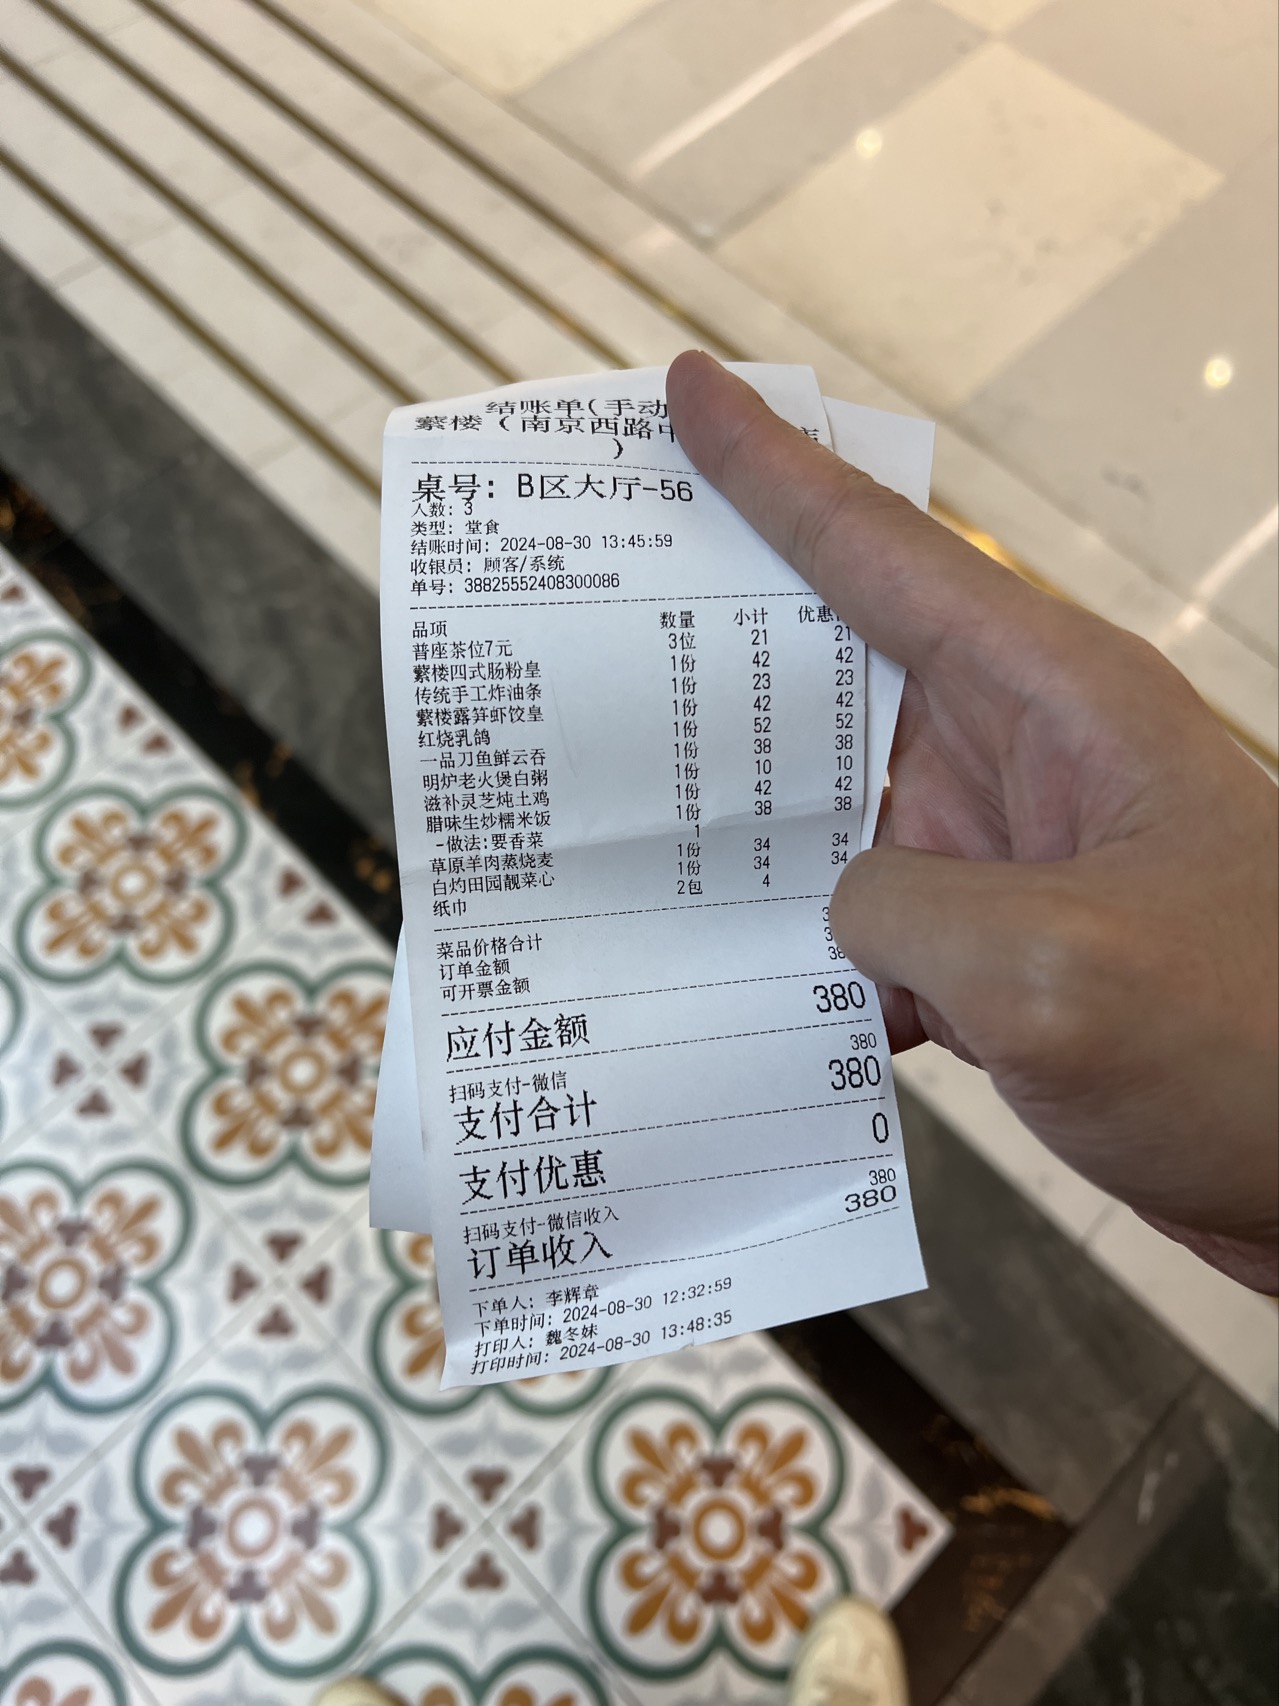 结账单(手动
蘩楼（南京西路中 店
）
桌号: B区大厅-56
人数: 3
类型: 堂食
结账时间: 2024-08-30 13:45:59
收银员: 顾客/系统
单号: 38825552408300086
品项 数量 小计 优惠
普座茶位7元 3位 21 21
蘩楼四式肠粉皇 1份 42 42
传统手工炸油条 1份 23 23
蘩楼露笋虾饺皇 1份 42 42
红烧乳鸽 1份 52 52
一品刀鱼鲜云吞 1份 38 38
明炉老火煲白粥 1份 10 10
滋补灵芝炖土鸡 1份 42 42
腊味生炒糯米饭 1份 38 38
-做法:要香菜 1
草原羊肉蒸烧麦 1份 34 34
白灼田园靓菜心 1份 34 34
纸巾 2包 4
菜品价格合计
订单金额
可开票金额
应付金额 380
扫码支付-微信 380
支付合计 380
支付优惠 0
扫码支付-微信收入 380
订单收入 380
下单人: 李辉章
下单时间: 2024-08-30 12:32:59
打印人: 魏冬妹
打印时间: 2024-08-30 13:48:35